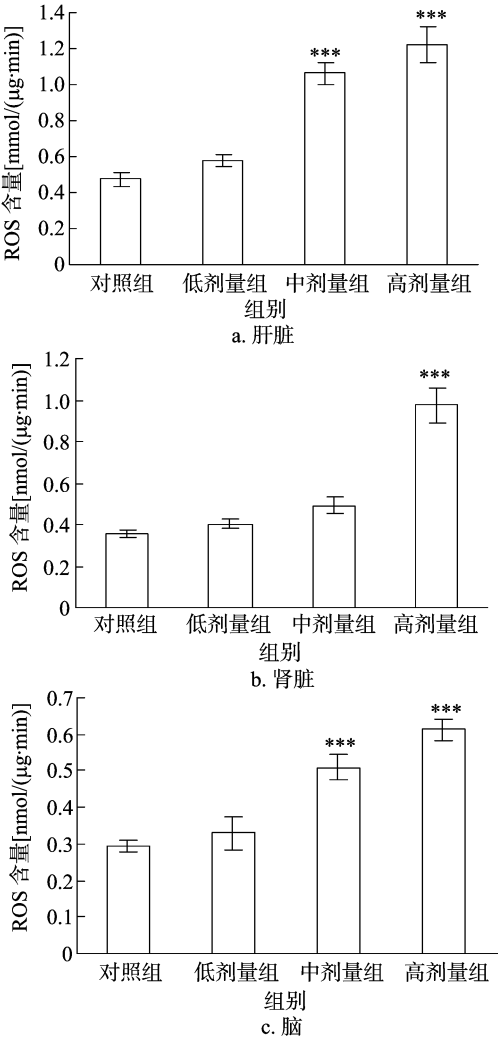 ROS 含量[mmol/(μg·min)]
1.4
1.2
1.0
0.8
0.6
0.4
0.2
0
***
***
对照组 低剂量组 中剂量组 高剂量组
组别
a. 肝脏
ROS 含量[nmol/(μg·min)]
1.2
1.0
0.8
0.6
0.4
0.2
0
***
对照组 低剂量组 中剂量组 高剂量组
组别
b. 肾脏
ROS 含量[nmol/(μg·min)]
0.7
0.6
0.5
0.4
0.3
0.2
0.1
0
***
***
对照组 低剂量组 中剂量组 高剂量组
组别
c. 脑